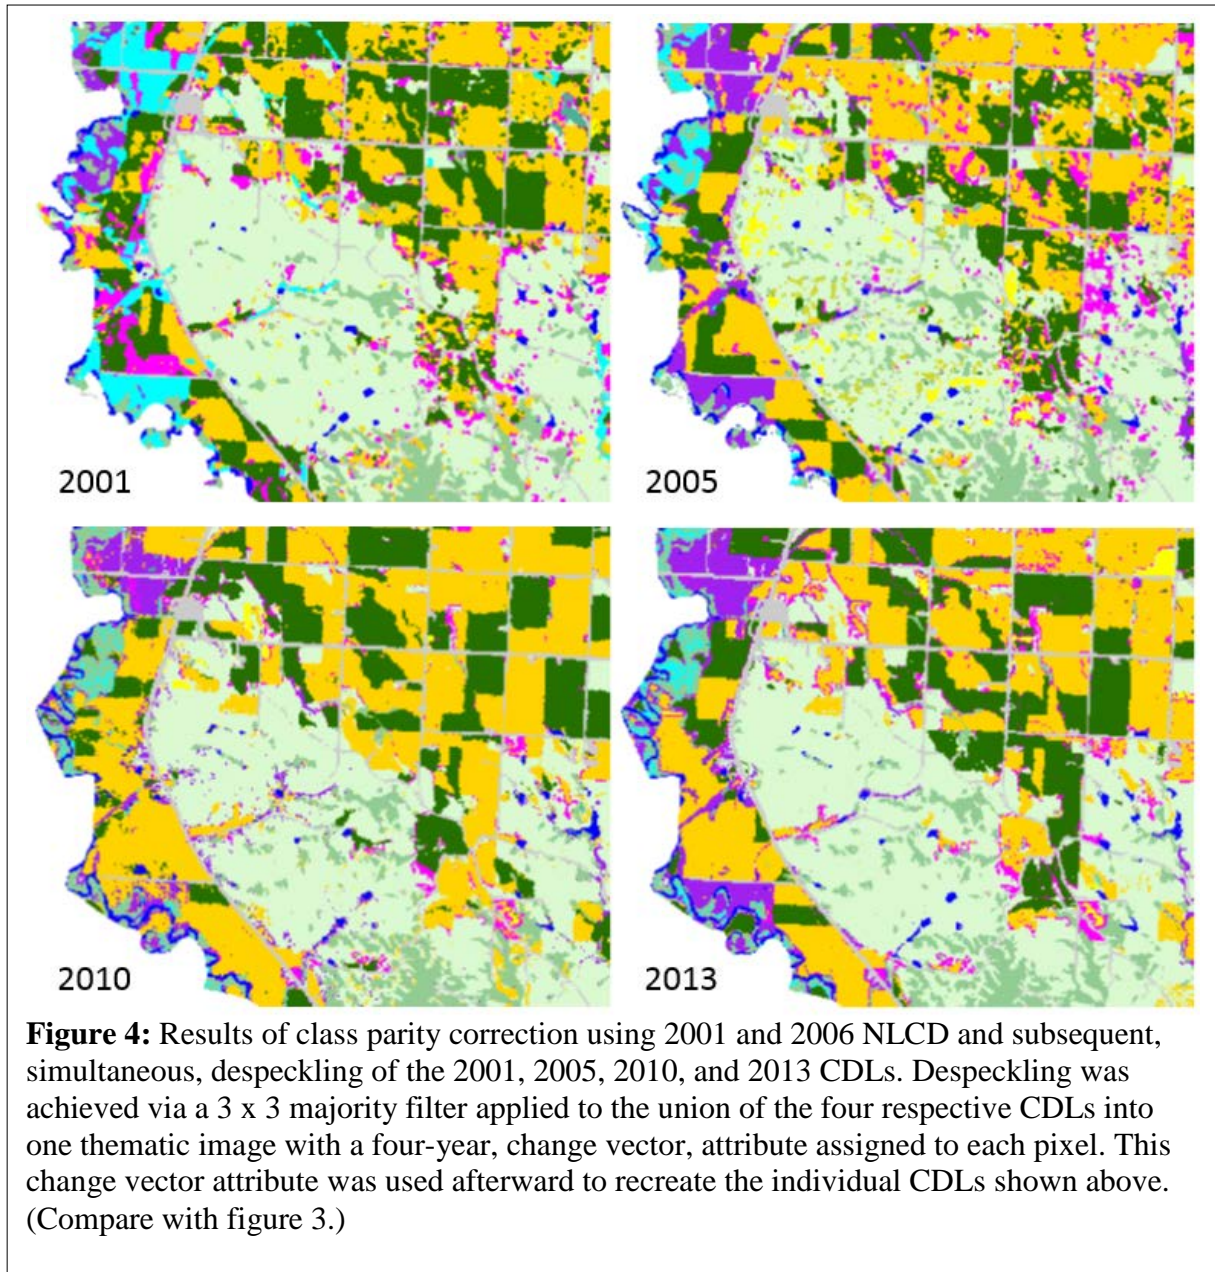 2001
2005
2010
2013
Figure 4: Results of class parity correction using 2001 and 2006 NLCD and subsequent,
simultaneous, despeckling of the 2001, 2005, 2010, and 2013 CDLs. Despeckling was
achieved via a 3 x 3 majority filter applied to the union of the four respective CDLs into
one thematic image with a four-year, change vector, attribute assigned to each pixel. This
change vector attribute was used afterward to recreate the individual CDLs shown above.
(Compare with figure 3.)